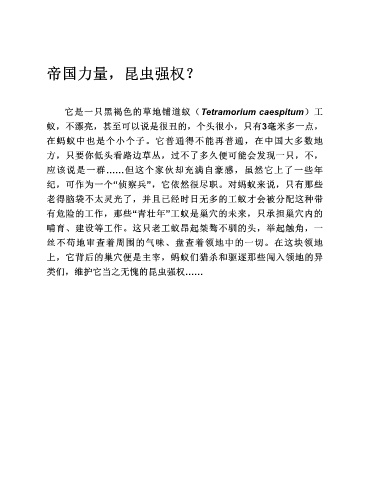 帝国力量，昆虫强权？
它是一只黑褐色的草地铺道蚁（Tetramorium caespitum）工
蚁，不漂亮，甚至可以说是很丑的，个头很小，只有3毫米多一点，
在蚂蚁中也是个小个子。它普通得不能再普通，在中国大多数地
方，只要你低头看路边草丛，过不了多久便可能会发现一只，不，
应该说是一群……但这个家伙却充满自豪感，虽然它上了一些年
纪，可作为一个“侦察兵”，它依然很尽职。对蚂蚁来说，只有那些
老得脑袋不太灵光了，并且已经时日无多的工蚁才会被分配这种带
有危险的工作，那些“青壮年”工蚁是巢穴的未来，只承担巢穴内的
哺育、建设等工作。这只老工蚁昂起桀骜不驯的头，举起触角，一
丝不苟地审查着周围的气味、盘查着领地中的一切。在这块领地
上，它背后的巢穴便是主宰，蚂蚁们猎杀和驱逐那些闯入领地的异
类们，维护它当之无愧的昆虫强权……